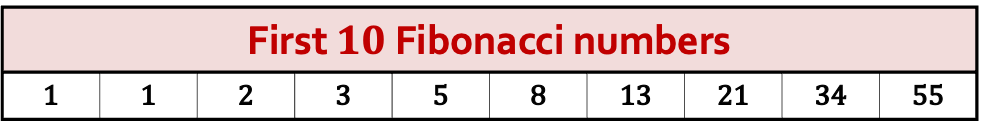 First 10 Fibonacci numbers
1 1 2 3 5 8 13 21 34 55